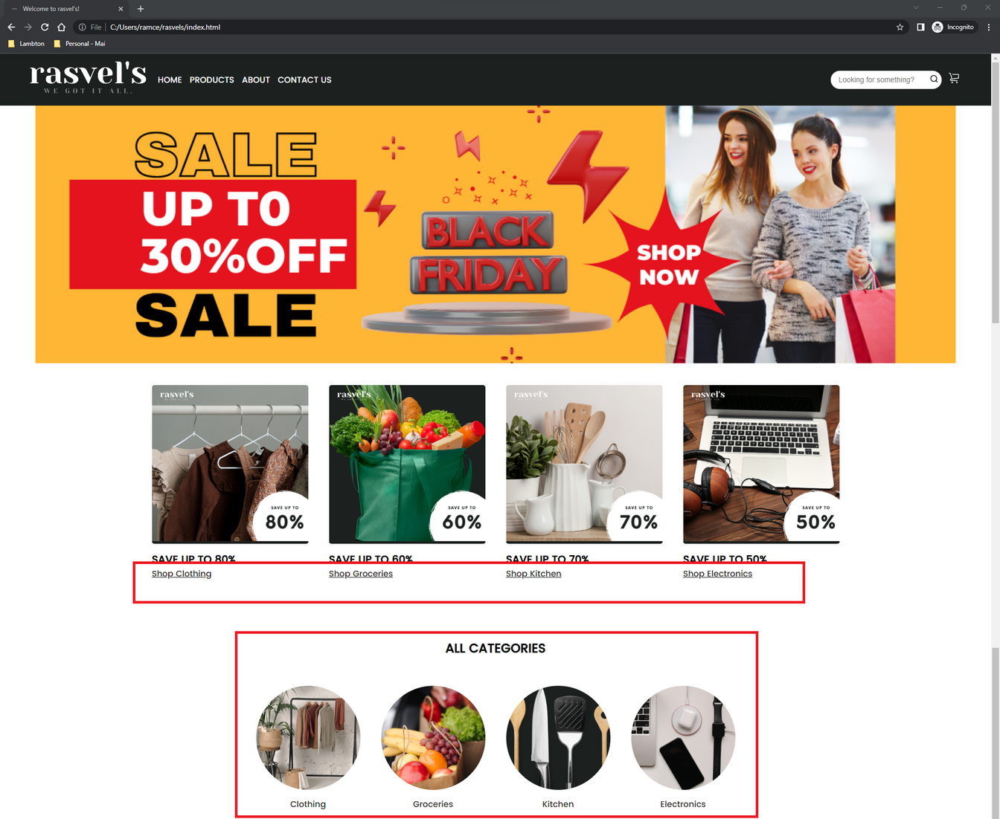 Welcome to rasvel's!
File
C:/Users/ramce/rasvels/index.html
Incognito
Lambton
Personal - Mai
rasvel's
WE GOT IT ALL.
HOME PRODUCTS ABOUT CONTACT US
Looking for something?
SALE
UP TO
30%OFF
SALE
BLACK
FRIDAY
SHOP
NOW
rasvel's
SAVE UP TO
80%
rasvel's
SAVE UP TO
60%
rasvel's
SAVE UP TO
70%
rasvel's
SAVE UP TO
50%
SAVE UP TO 80%
SAVE UP TO 60%
SAVE UP TO 70%
SAVE UP TO 50%
Shop Clothing
Shop Groceries
Shop Kitchen
Shop Electronics
ALL CATEGORIES
Clothing
Groceries
Kitchen
Electronics